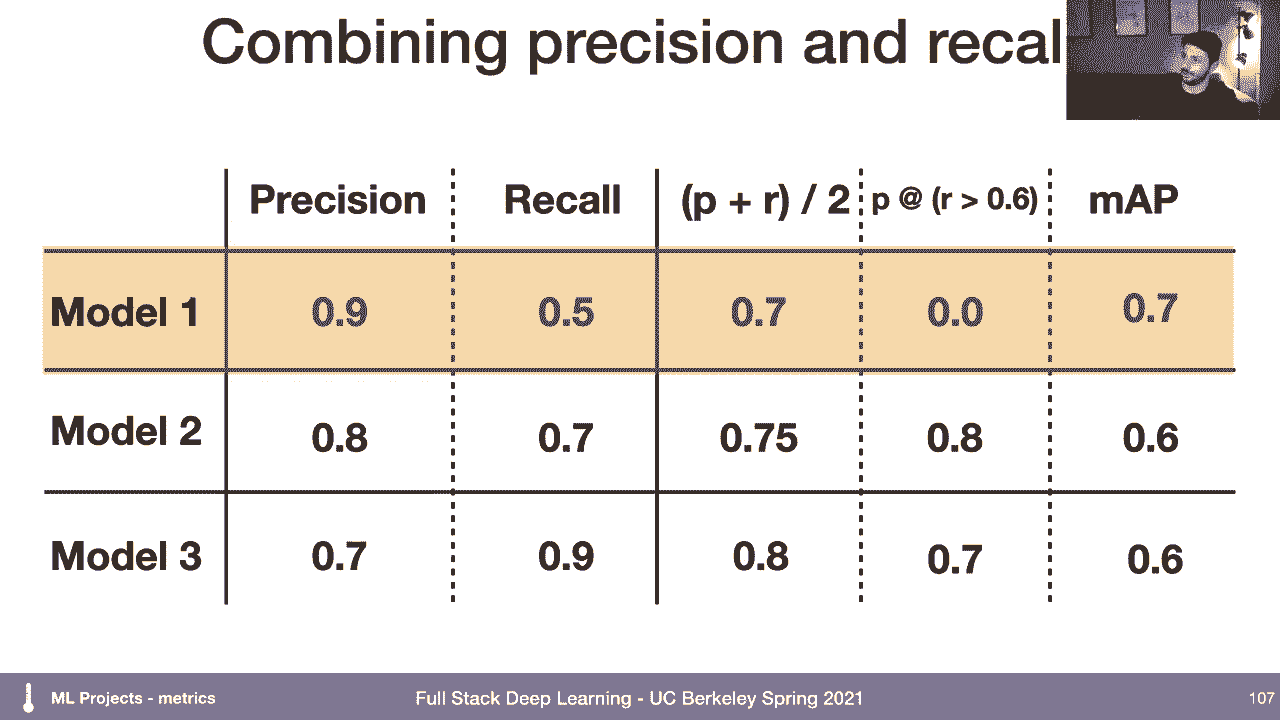 Combining precision and recal
Precision Recall (p + r) / 2 p @ (r > 0.6) mAP
Model 1 0.9 0.5 0.7 0.0 0.7
Model 2 0.8 0.7 0.75 0.8 0.6
Model 3 0.7 0.9 0.8 0.7 0.6
ML Projects - metrics Full Stack Deep Learning - UC Berkeley Spring 2021 107